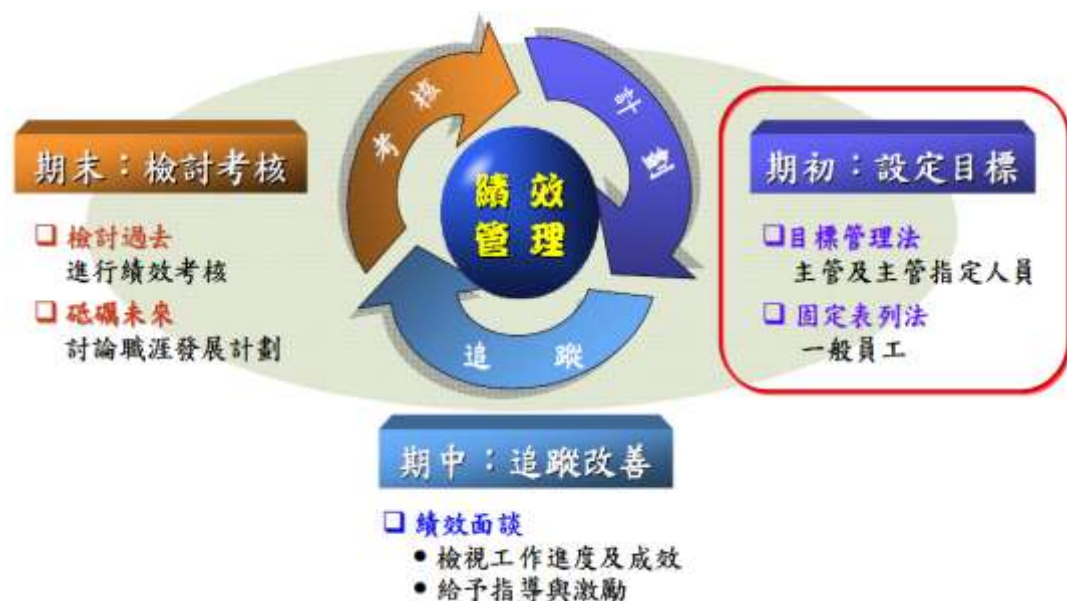 考核
計劃
績效
管理
追蹤
期末：檢討考核
❑ 檢討過去
進行績效考核
❑ 砥礪未來
討論職涯發展計劃
期初：設定目標
❑目標管理法
主管及主管指定人員
❑ 固定表列法
一般員工
期中：追蹤改善
❑ 績效面談
• 檢視工作進度及成效
• 給予指導與激勵